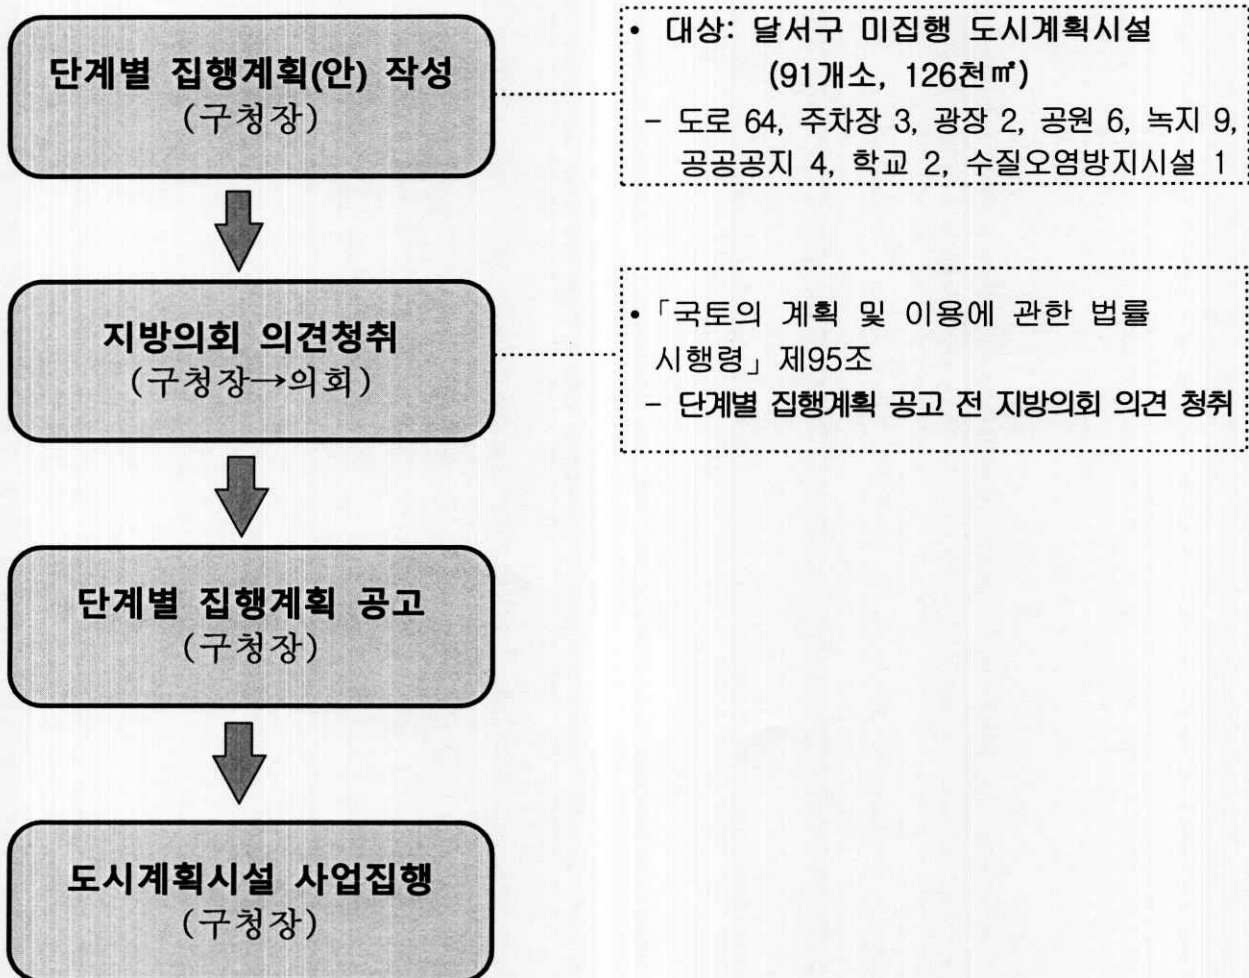 단계별 집행계획(안) 작성
(구청장)
• 대상: 달서구 미집행 도시계획시설
(91개소, 126천㎡)
- 도로 64, 주차장 3, 광장 2, 공원 6, 녹지 9,
공공공지 4, 학교 2, 수질오염방지시설 1
지방의회 의견청취
(구청장→의회)
• 「국토의 계획 및 이용에 관한 법률
시행령」 제95조
- 단계별 집행계획 공고 전 지방의회 의견 청취
단계별 집행계획 공고
(구청장)
도시계획시설 사업집행
(구청장)